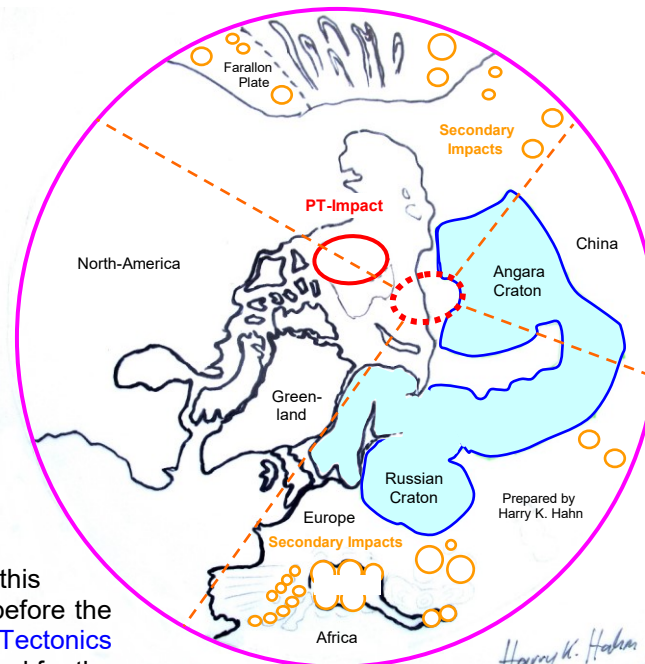 Farallon
Plate
Secondary
Impacts
PT-Impact
China
North-America
Angara
Craton
Green-
land
Russian
Craton
Prepared by
Harry K. Hahn
Europe
Secondary Impacts
this
before the
Tectonics
Africa
Harry K. Hahn